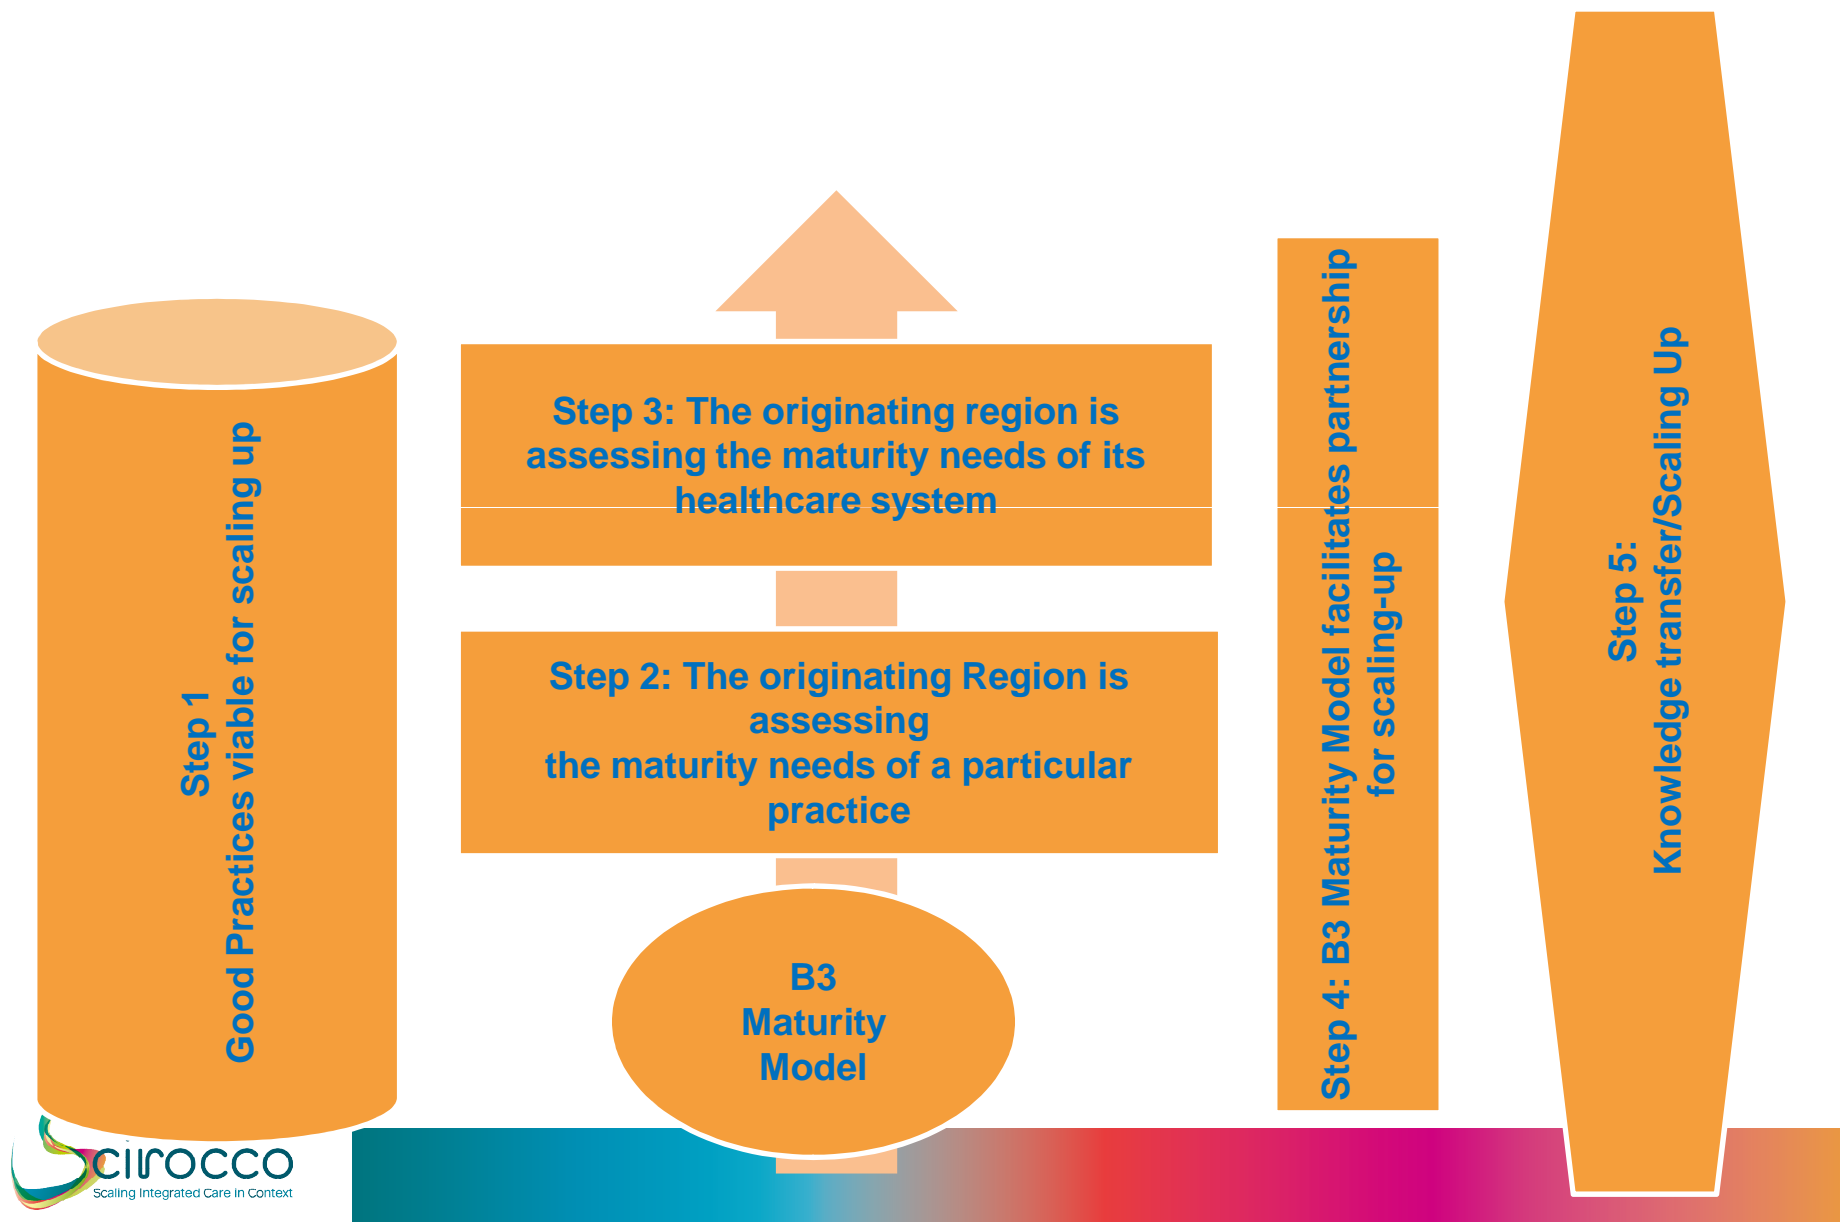 Step 1
Good Practices viable for scaling up
Step 3: The originating region is
assessing the maturity needs of its
healthcare system
Step 2: The originating Region is
assessing
the maturity needs of a particular
practice
B3
Maturity
Model
Step 4: B3 Maturity Model facilitates partnership
for scaling-up
Step 5:
Knowledge transfer/Scaling Up
Scirocco
Scaling Integrated Care in Context